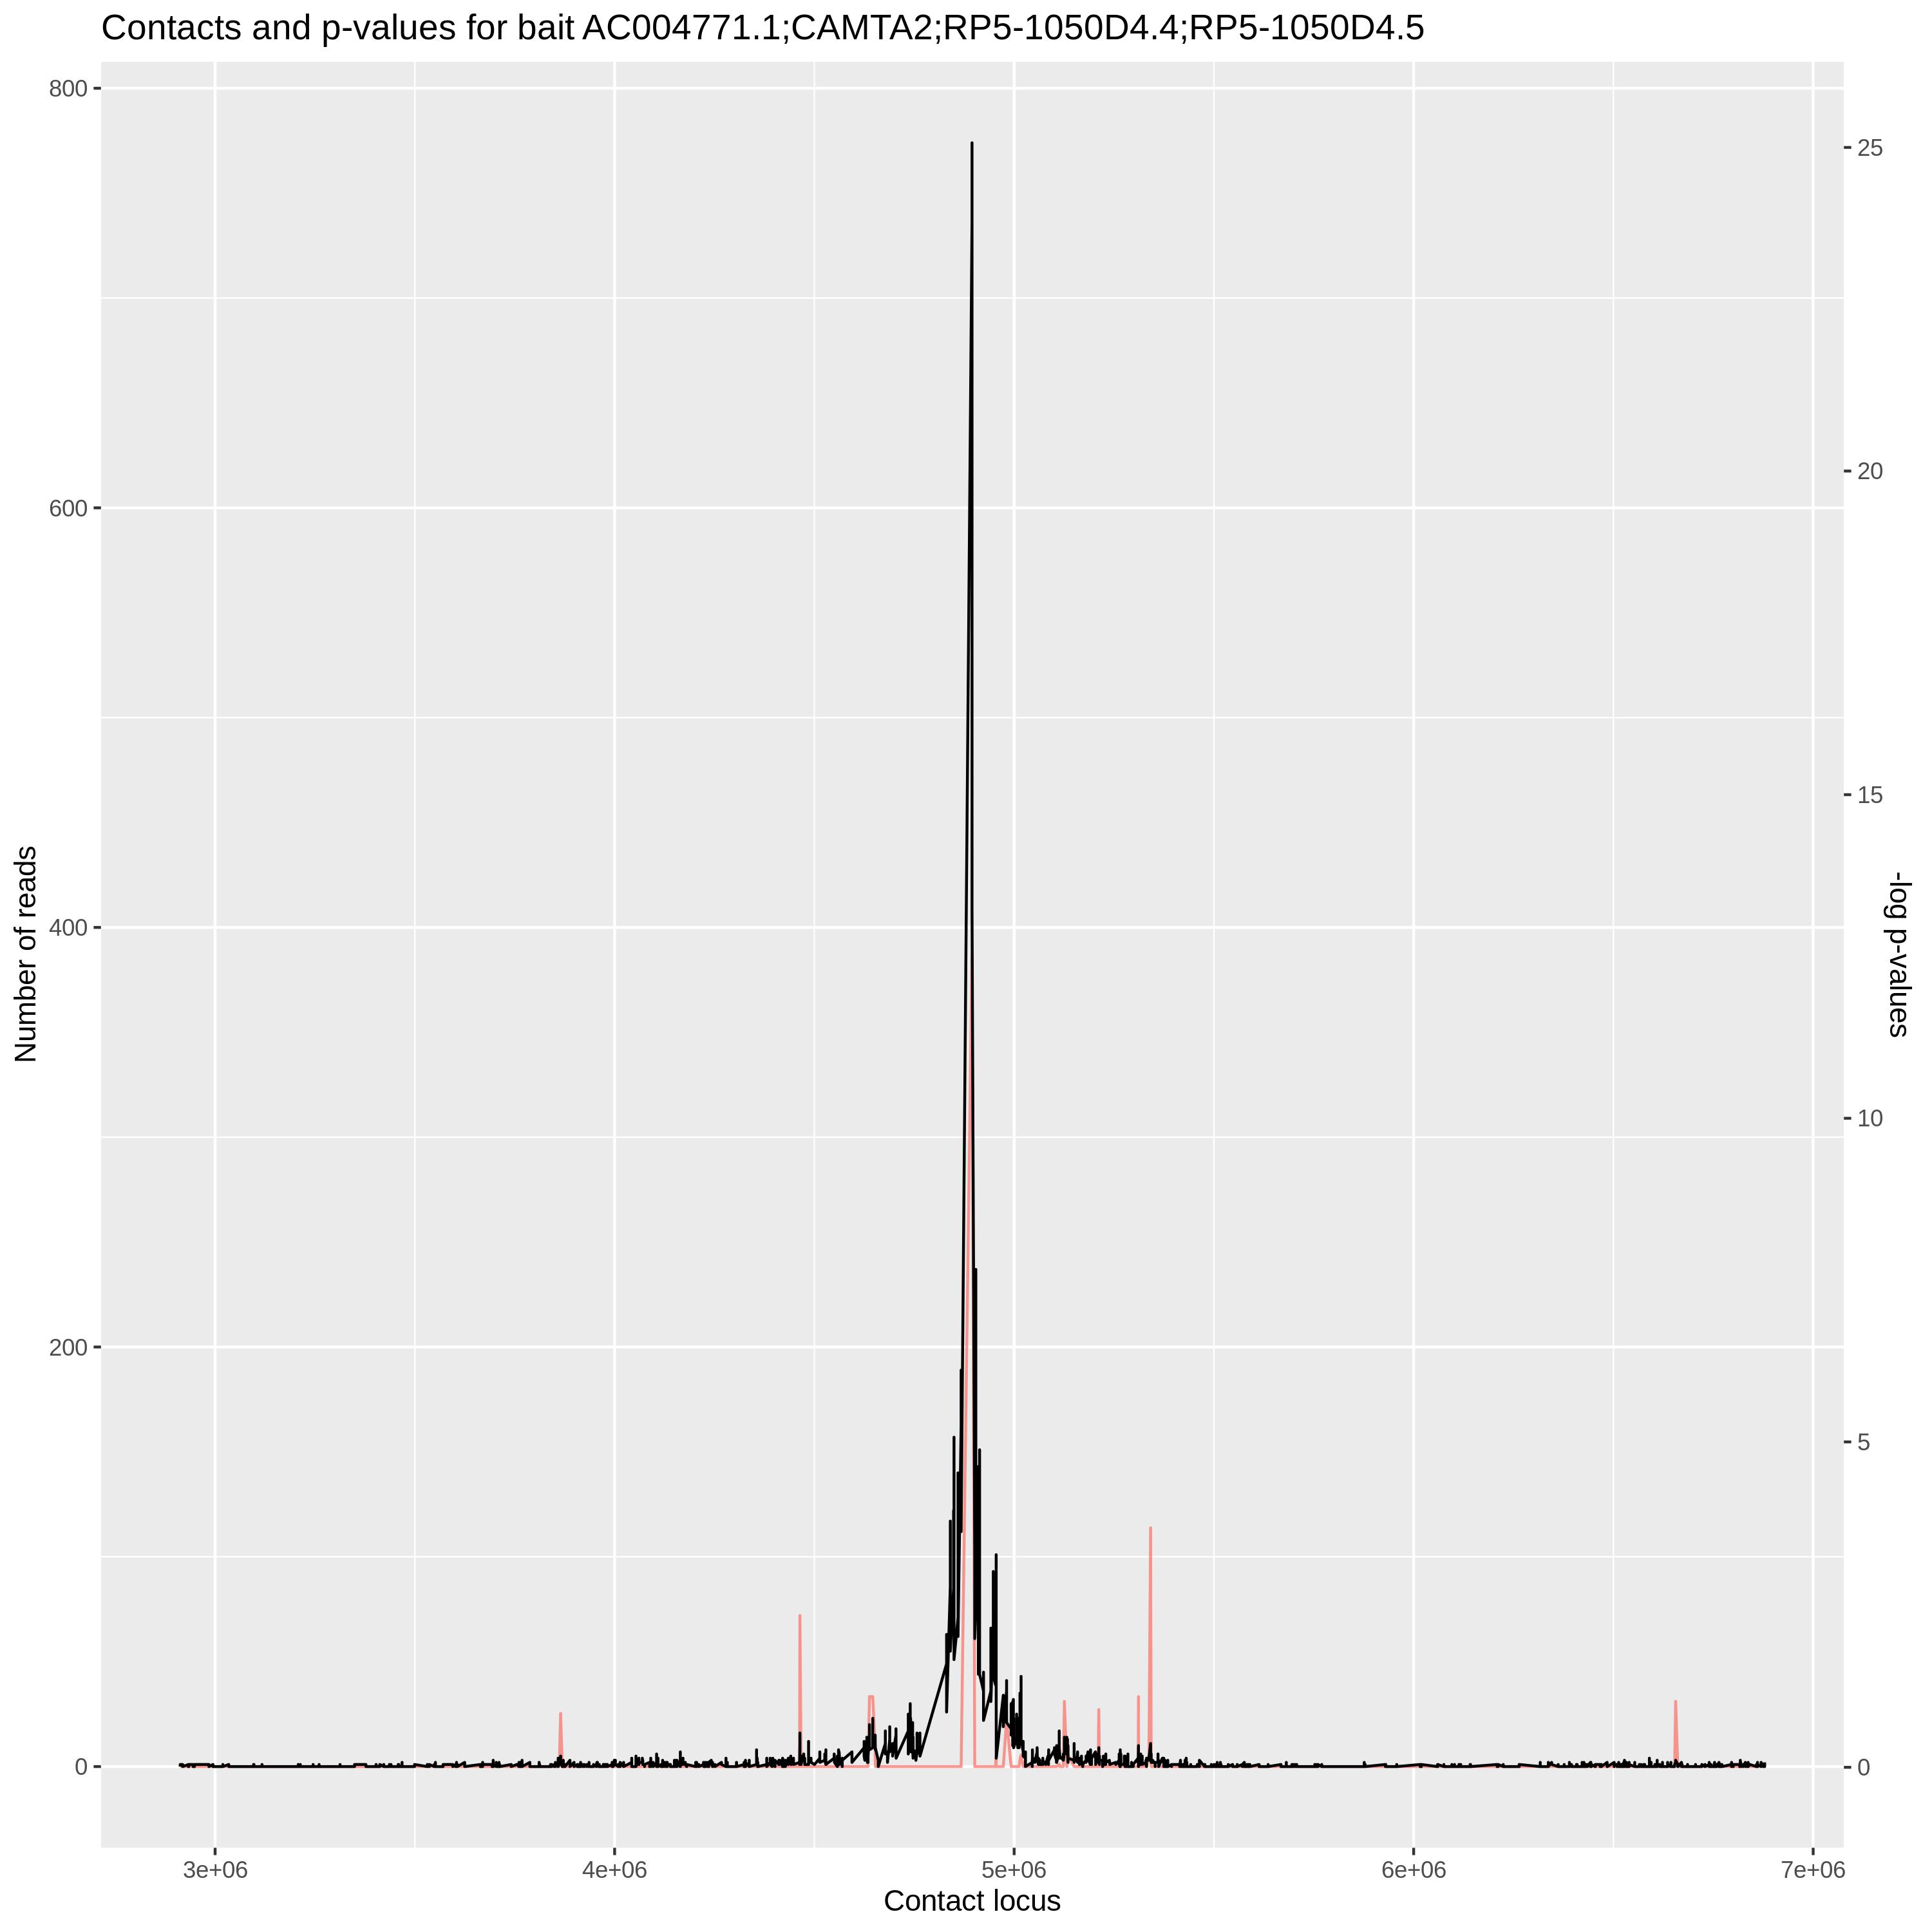 Contacts and p-values for bait AC004771.1;CAMTA2;RP5-1050D4.4;RP5-1050D4.5
800
600
400
200
0
Number of reads
25
20
15
10
5
0
-log p-values
3e+06 4e+06 5e+06 6e+06 7e+06
Contact locus